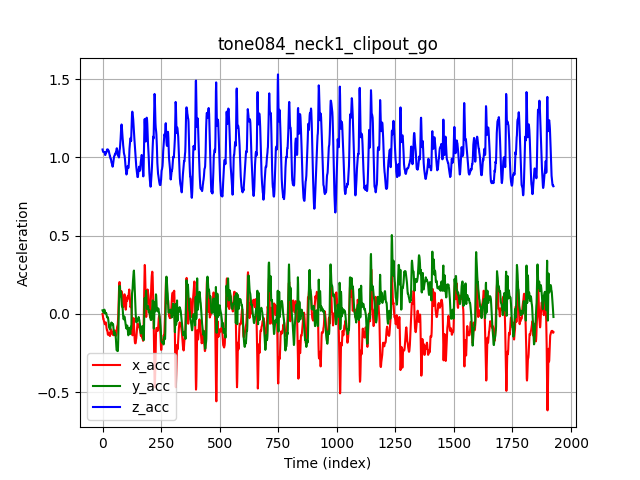 tone084_neck1_clipout_go
Acceleration
1.5
1.0
0.5
0.0
−0.5
x_acc
y_acc
z_acc
0 250 500 750 1000 1250 1500 1750 2000
Time (index)